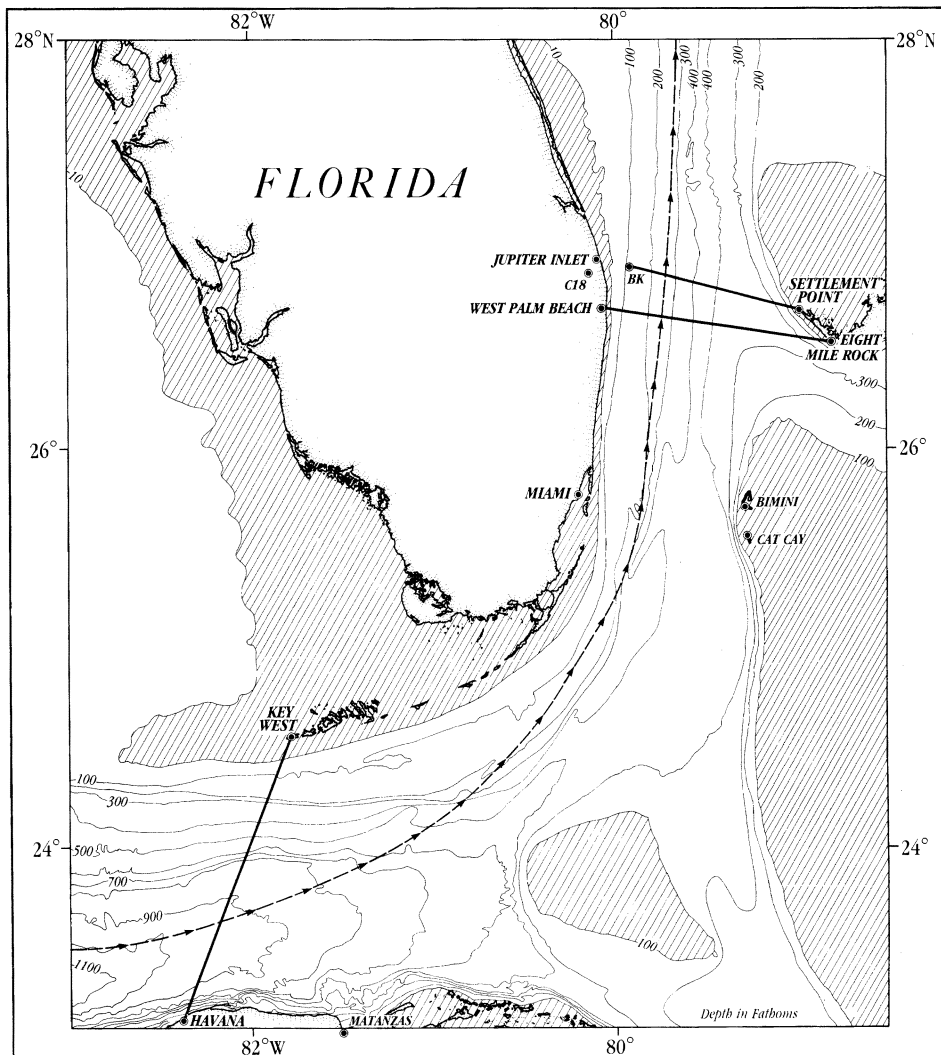 82°W
80°
28°N
28°
10
100
200
300
400
400
300
200
10
FLORIDA
JUPITER INLET
C18
BK
WEST PALM BEACH
SETTLEMENT
POINT
EIGHT
MILE ROCK
300
200
100
26°
26°
MIAMI
BIMINI
CAT CAY
KEY
WEST
100
300
500
700
900
1100
24°
24°
100
HAVANA
MATANZAS
Depth in Fathoms
82°W
80°